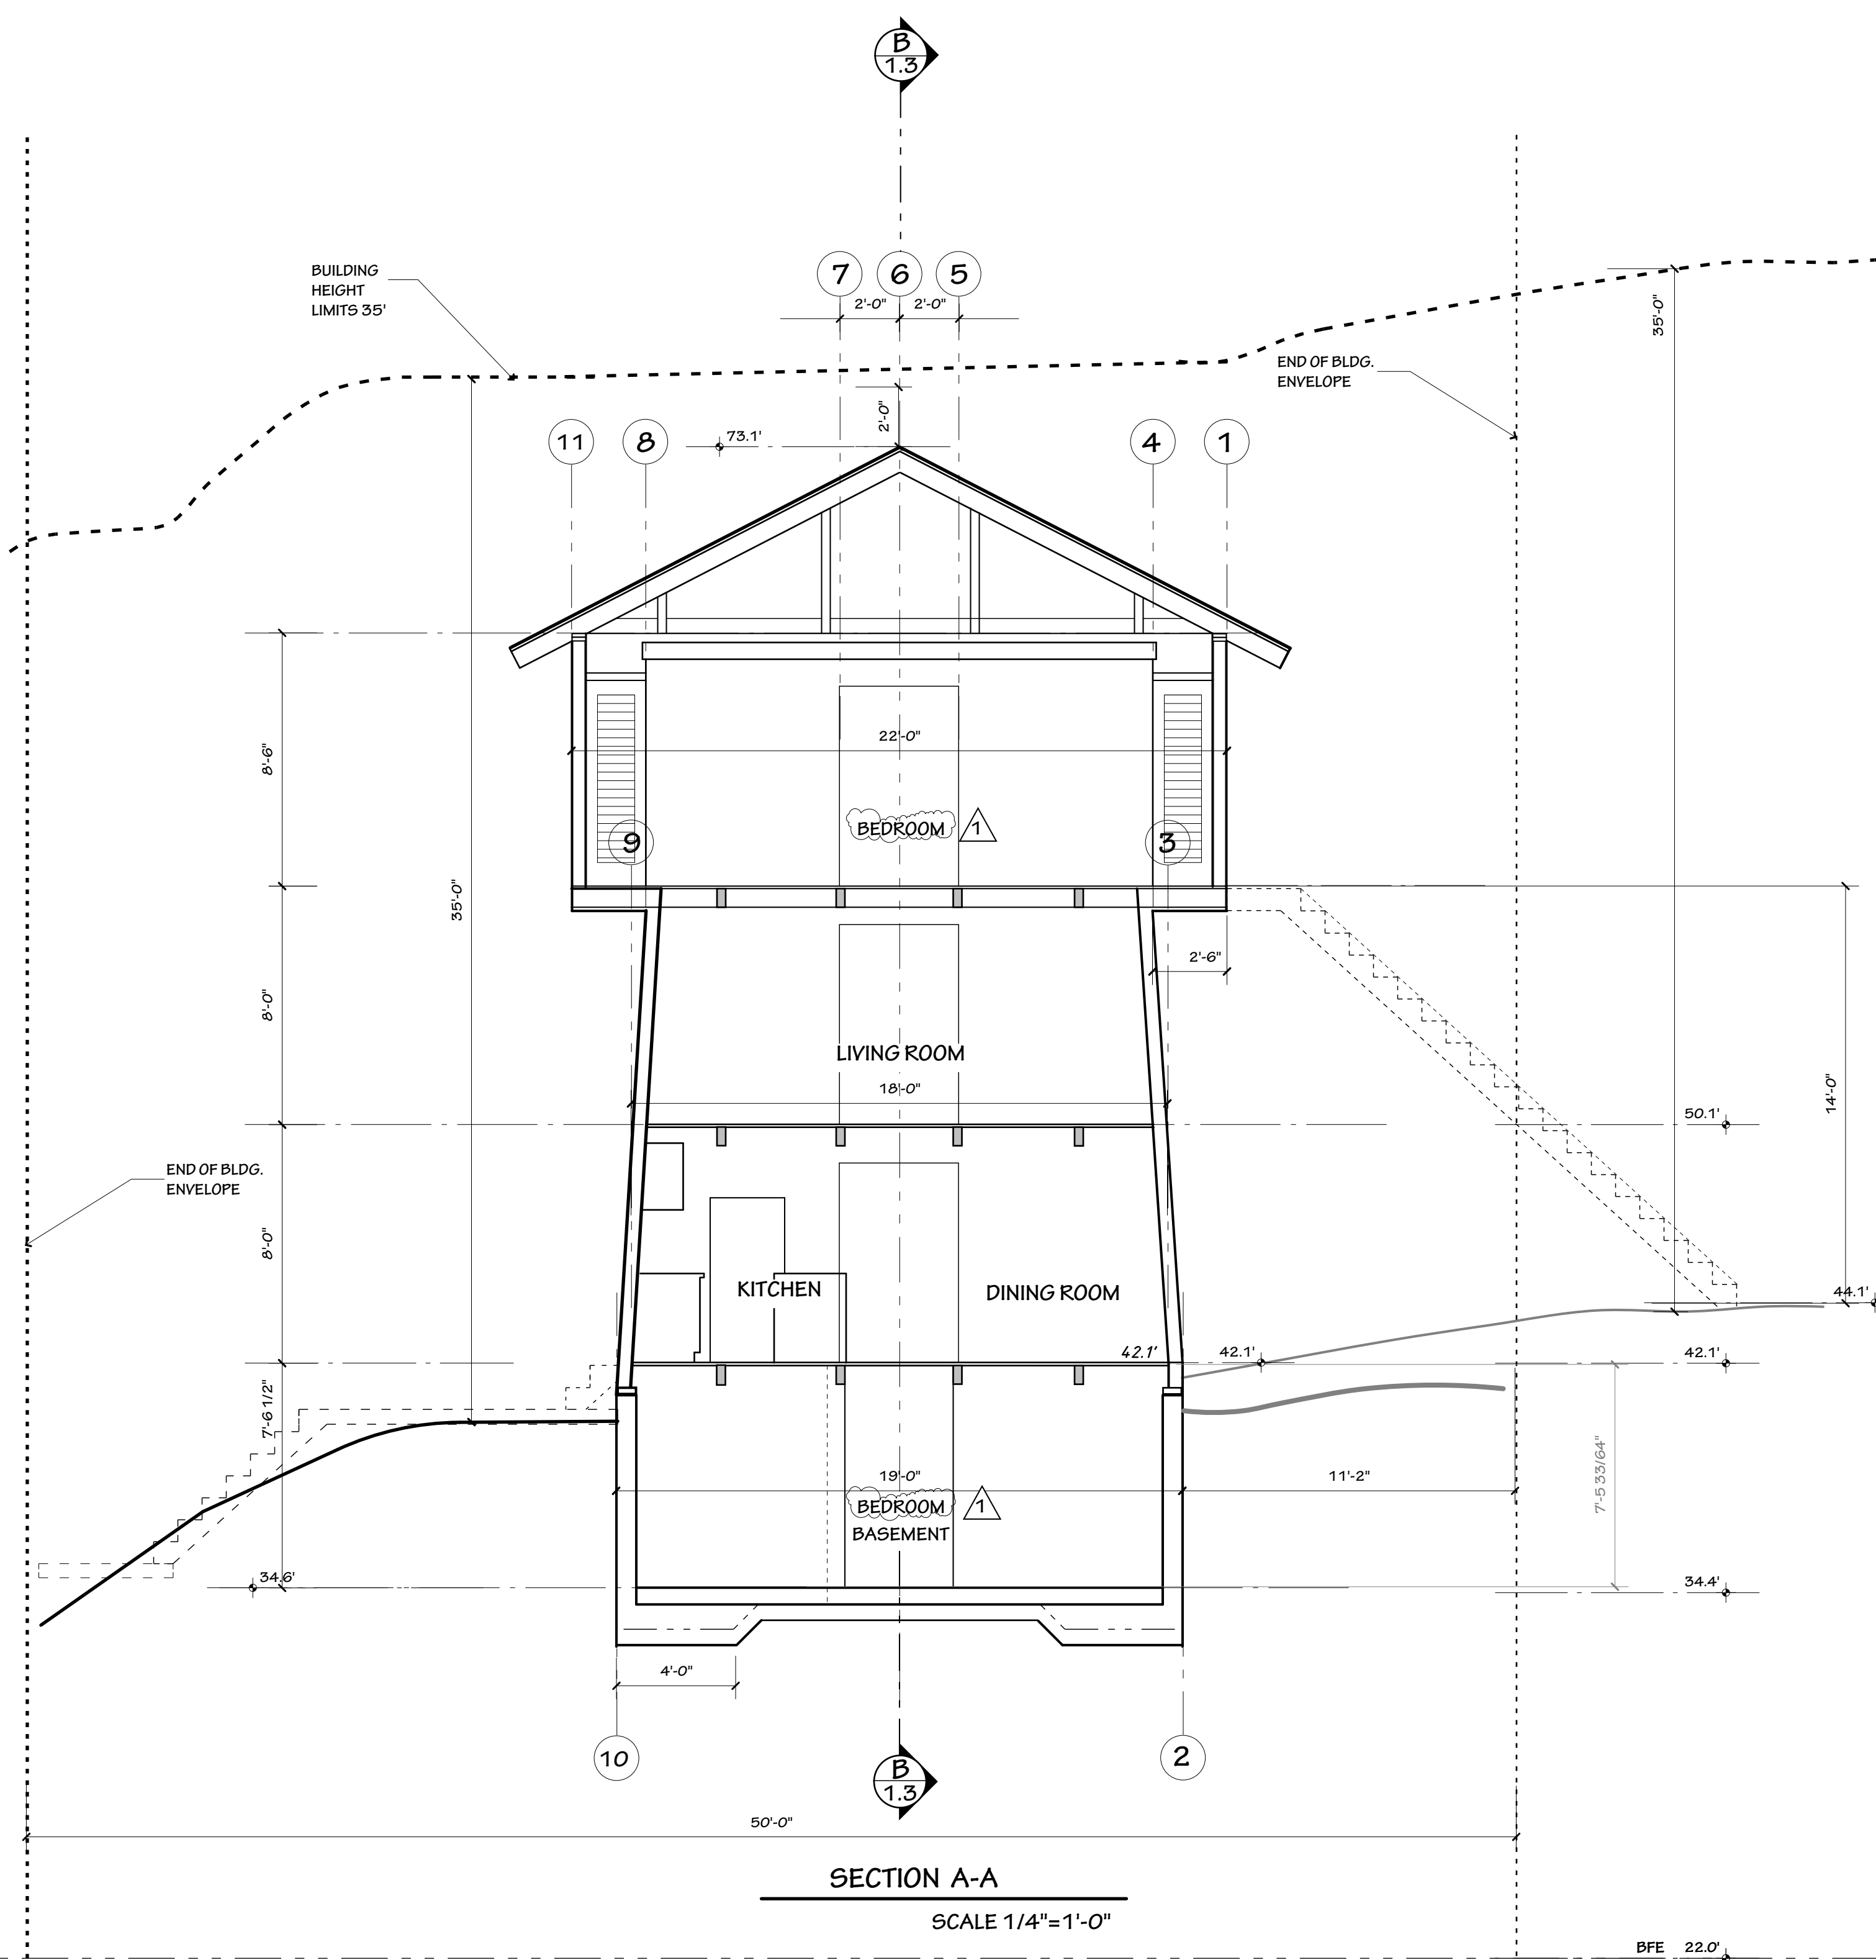 B
1.3
7
6
5
BUILDING
HEIGHT
LIMITS 35'
2'-0"
2'-0"
35'-0"
END OF BLDG.
ENVELOPE
2'-0"
11
8
73.1'
4
1
22'-0"
8'-6"
BEDROOM
1
9
3
35'-0"
2'-6"
8'-0"
LIVING ROOM
18'-0"
14'-0"
50.1'
END OF BLDG.
ENVELOPE
8'-0"
KITCHEN
DINING ROOM
44.1'
42.1'
42.1'
42.1'
7'-6 1/2"
19'-0"
11'-2"
7'-5 33/64"
BEDROOM
1
BASEMENT
34.6'
34.4'
4'-0"
10
2
B
1.3
50'-0"
SECTION A-A
SCALE 1/4"=1'-0"
BFE 22.0'